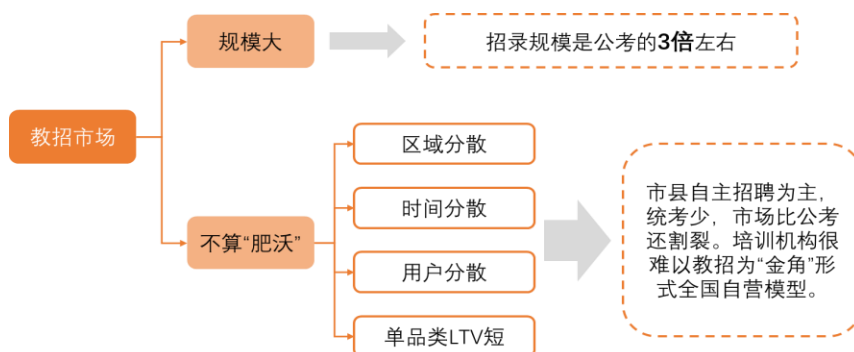 规模大
招录规模是公考的3倍左右
教招市场
不算“肥沃”
区域分散
时间分散
用户分散
单品类LTV短
市县自主招聘为主，
统考少，市场比公考
还割裂。培训机构很
难以教招为“金角”形
式全国自营模型。